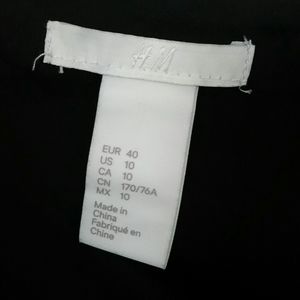 H&M
EUR 40
US 10
CA 10
CN 170/76A
MX 10
Made in
China
Fabriqué en
Chine